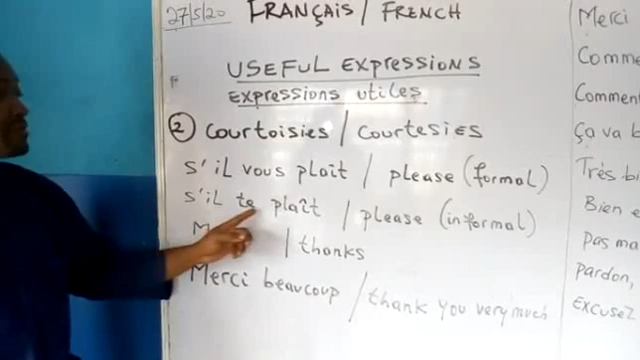 27/5/20 FRANÇAIS / FRENCH
USEFUL EXPRESSIONS
EXPRESSIONS UTILES
② COURTOISIES / COURTESIES
S'IL VOUS PLAÎT / PLEASE (FORMAL)
S'IL TE PLAÎT / PLEASE (INFORMAL)
/ THANKS
MERCI BEAUCOUP / THANK YOU VERY MUCH
Merci
Comme
Comment
Ça va b
Très bi
Bien
Pas ma
Pardon,
Excusez